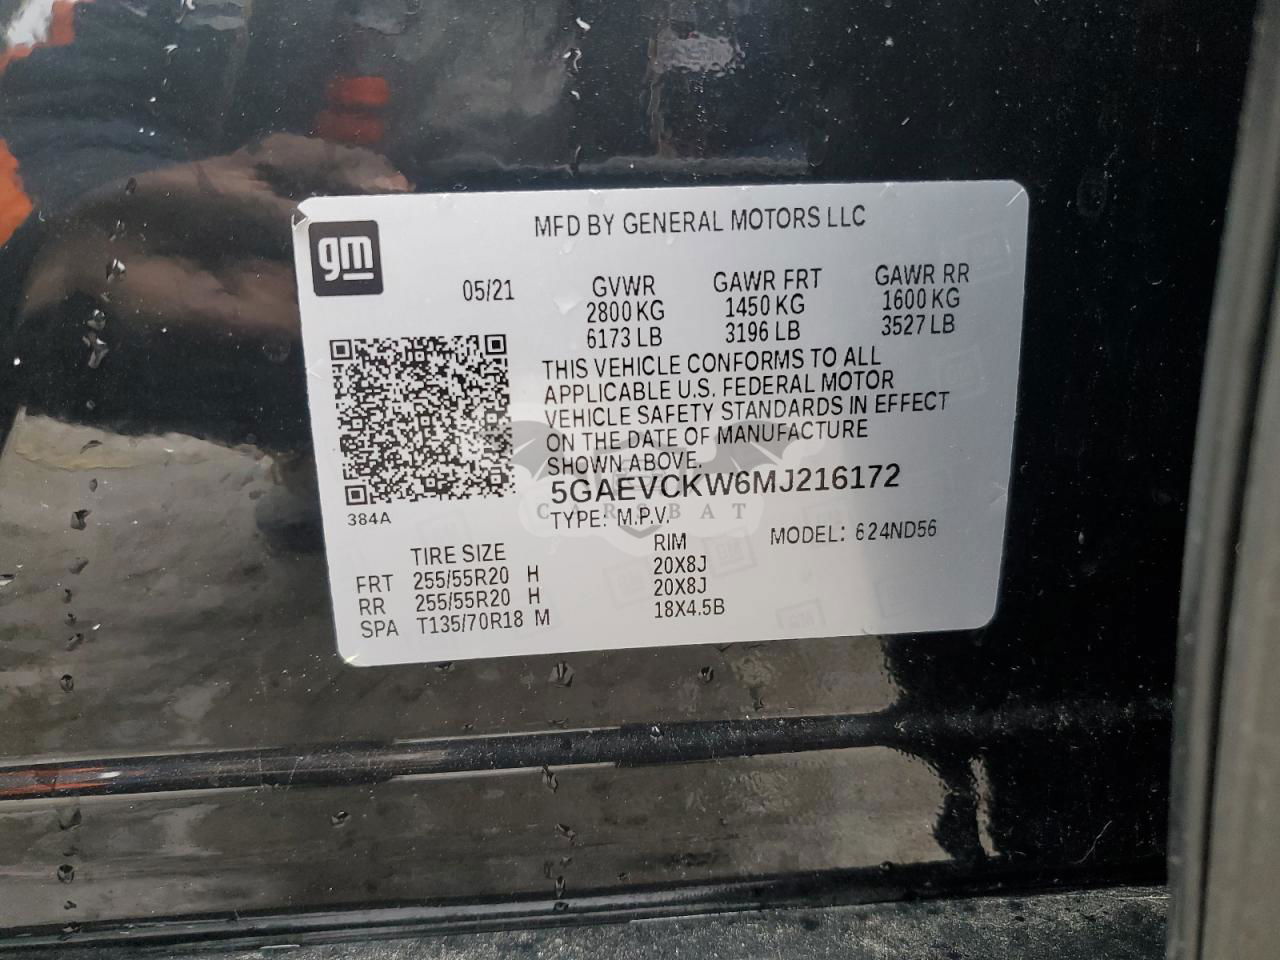 gm
MFD BY GENERAL MOTORS LLC
05/21 GVWR GAWR FRT GAWR RR
2800 KG 1450 KG 1600 KG
6173 LB 3196 LB 3527 LB
THIS VEHICLE CONFORMS TO ALL
APPLICABLE U.S. FEDERAL MOTOR
VEHICLE SAFETY STANDARDS IN EFFECT
ON THE DATE OF MANUFACTURE
SHOWN ABOVE.
5GAEVCKW6MJ216172
CARSBAT
384A
TYPE: M.P.V. MODEL: 624ND56
TIRE SIZE RIM
FRT 255/55R20 H 20X8J
RR 255/55R20 H 20X8J
SPA T135/70R18 M 18X4.5B